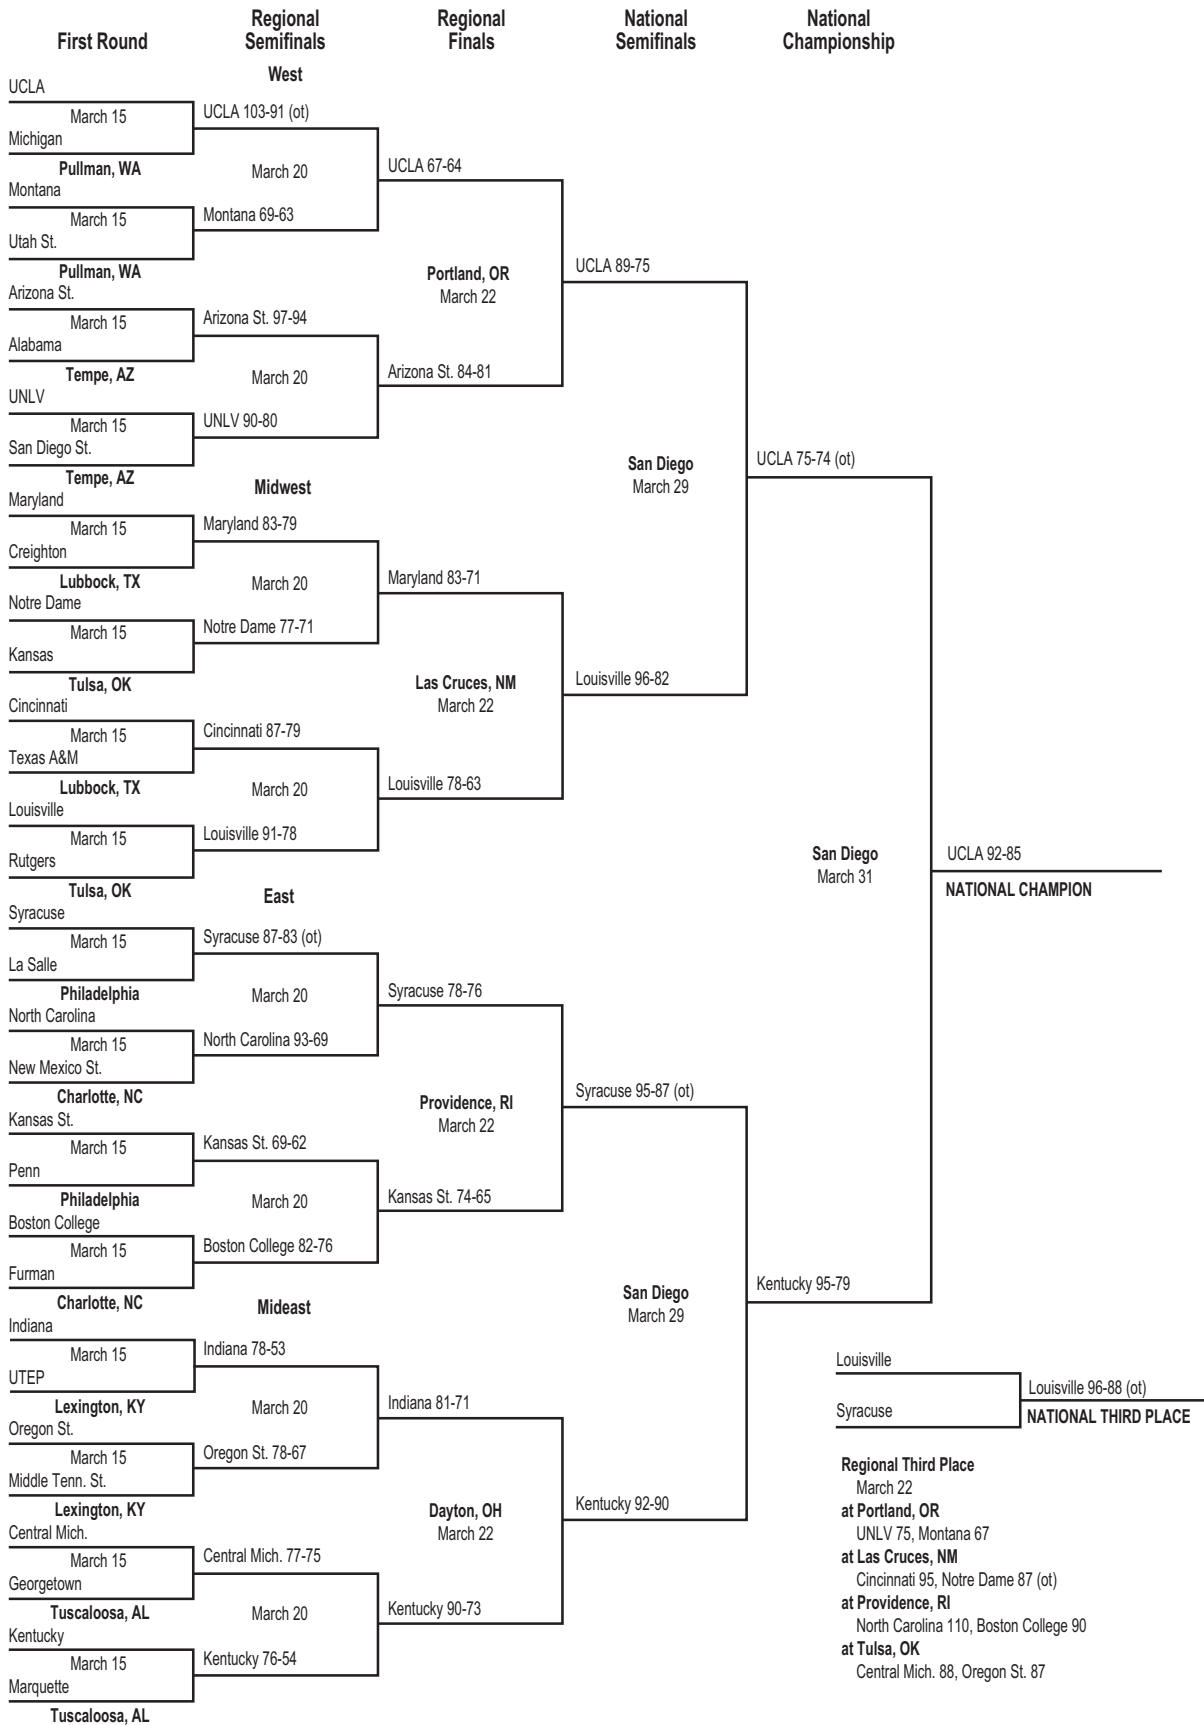 First Round
Regional
Semifinals
Regional
Finals
National
Semifinals
National
Championship
West
UCLA
March 15
Michigan
Pullman, WA
Montana
March 15
Utah St.
Pullman, WA
Arizona St.
March 15
Alabama
Tempe, AZ
UNLV
March 15
San Diego St.
Tempe, AZ
UCLA 103-91 (ot)
March 20
Montana 69-63
Arizona St. 97-94
March 20
UNLV 90-80
UCLA 67-64
Portland, OR
March 22
Arizona St. 84-81
UCLA 89-75
Midwest
Maryland
March 15
Creighton
Lubbock, TX
Notre Dame
March 15
Kansas
Tulsa, OK
Cincinnati
March 15
Texas A&M
Lubbock, TX
Louisville
March 15
Rutgers
Tulsa, OK
Maryland 83-79
March 20
Notre Dame 77-71
Cincinnati 87-79
March 20
Louisville 91-78
Maryland 83-71
Las Cruces, NM
March 22
Louisville 78-63
Louisville 96-82
San Diego
March 29
UCLA 75-74 (ot)
East
Syracuse
March 15
La Salle
Philadelphia
North Carolina
March 15
New Mexico St.
Charlotte, NC
Kansas St.
March 15
Penn
Philadelphia
Boston College
March 15
Furman
Charlotte, NC
Syracuse 87-83 (ot)
March 20
North Carolina 93-69
Kansas St. 69-62
March 20
Boston College 82-76
Syracuse 78-76
Providence, RI
March 22
Kansas St. 74-65
Syracuse 95-87 (ot)
Mideast
Indiana
March 15
UTEP
Lexington, KY
Oregon St.
March 15
Middle Tenn. St.
Lexington, KY
Central Mich.
March 15
Georgetown
Tuscaloosa, AL
Kentucky
March 15
Marquette
Tuscaloosa, AL
Indiana 78-53
March 20
Oregon St. 78-67
Central Mich. 77-75
March 20
Kentucky 76-54
Indiana 81-71
Dayton, OH
March 22
Kentucky 90-73
Kentucky 92-90
San Diego
March 29
Kentucky 95-79
San Diego
March 31
UCLA 92-85
NATIONAL CHAMPION
Louisville
Syracuse
Louisville 96-88 (ot)
NATIONAL THIRD PLACE
Regional Third Place
March 22
at Portland, OR
UNLV 75, Montana 67
at Las Cruces, NM
Cincinnati 95, Notre Dame 87 (ot)
at Providence, RI
North Carolina 110, Boston College 90
at Tulsa, OK
Central Mich. 88, Oregon St. 87